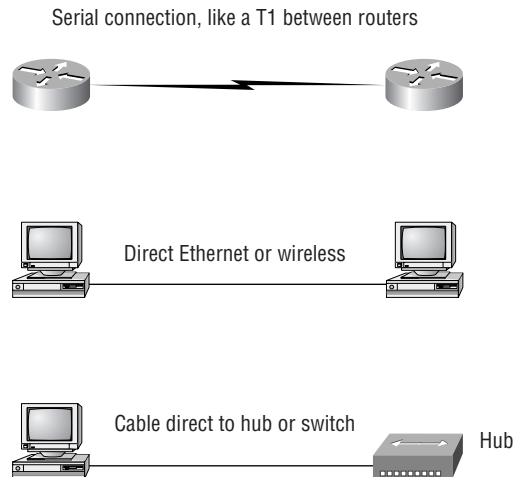 Serial connection, like a T1 between routers
Direct Ethernet or wireless
Cable direct to hub or switch
Hub